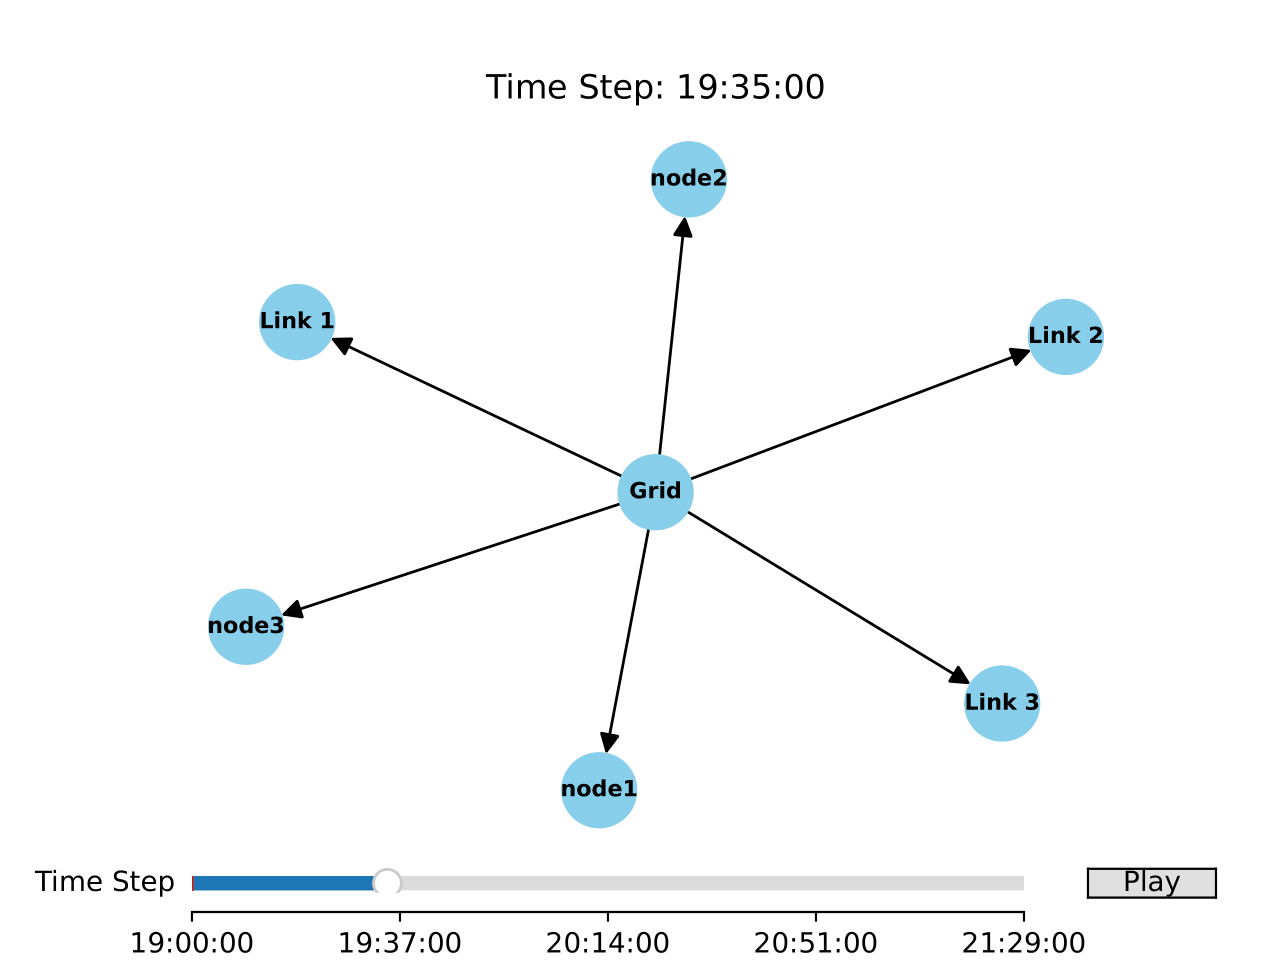 Time Step: 19:35:00
node2
Link 1
Link 2
Grid
node3
Link 3
node1
Time Step
Play
19:00:00 19:37:00 20:14:00 20:51:00 21:29:00